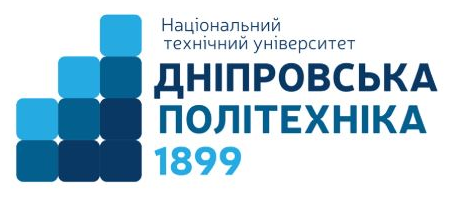 Національний
технічний університет
ДНІПРОВСЬКА
ПОЛІТЕХНІКА
1899